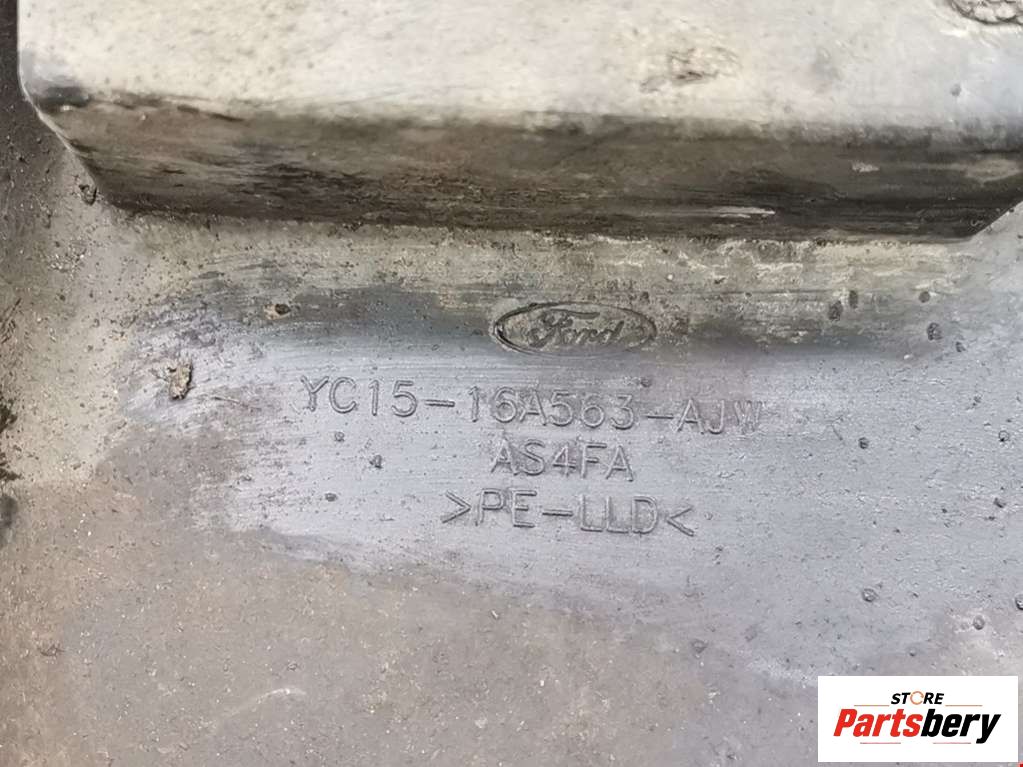 Ford
YC15-16A563-AJW
AS4FA
>PE-LLD<
STORE
Partsbery